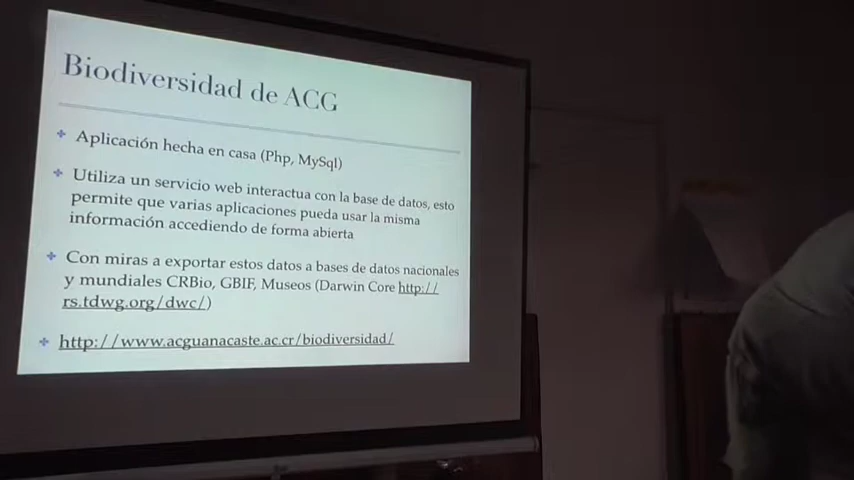 Biodiversidad de ACG
Aplicación hecha en casa (Php, MySql)
Utiliza un servicio web interactua con la base de datos, esto
permite que varias aplicaciones pueda usar la misma
información accediendo de forma abierta
Con miras a exportar estos datos a bases de datos nacionales
y mundiales CRBio, GBIF, Museos (Darwin Core http://
rs.tdwg.org/dwc/)
http://www.acguanacaste.ac.cr/biodiversidad/